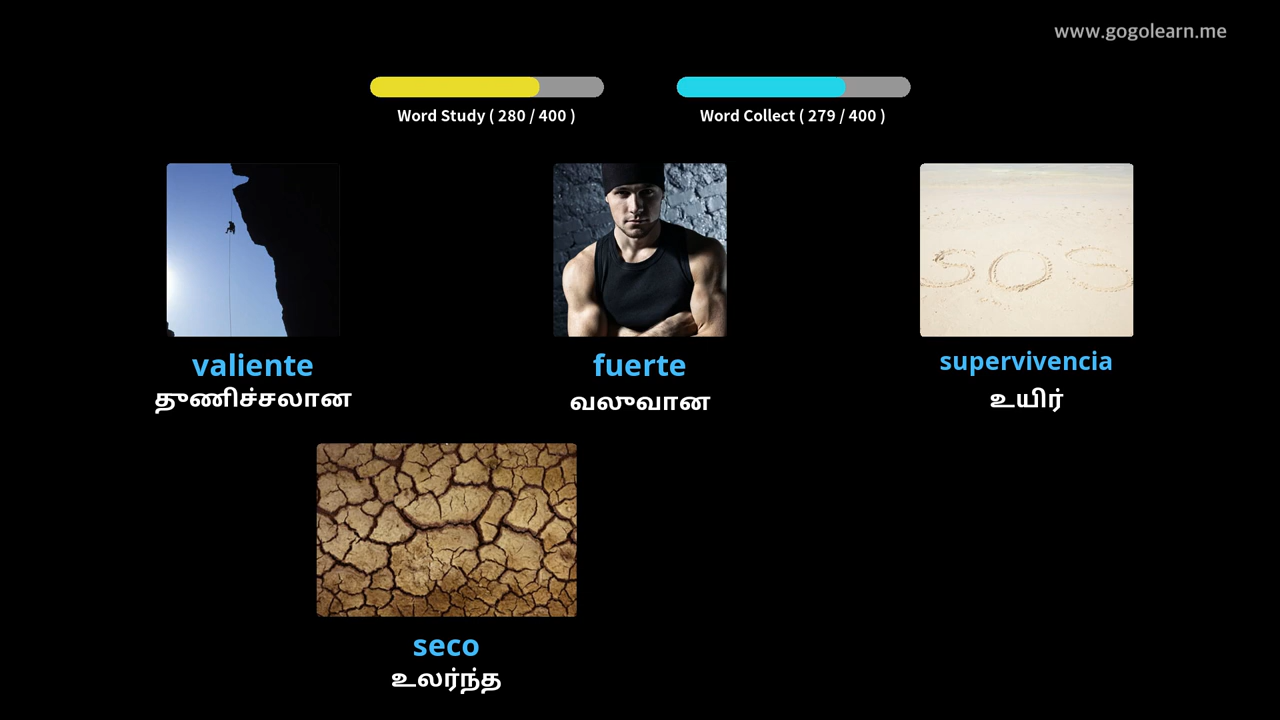 www.gogolearn.me
Word Study ( 280 / 400 )
Word Collect ( 279 / 400 )
valiente
துணிச்சலான
fuerte
வலுவான
supervivencia
உயிர்
SOS
seco
உலர்ந்த